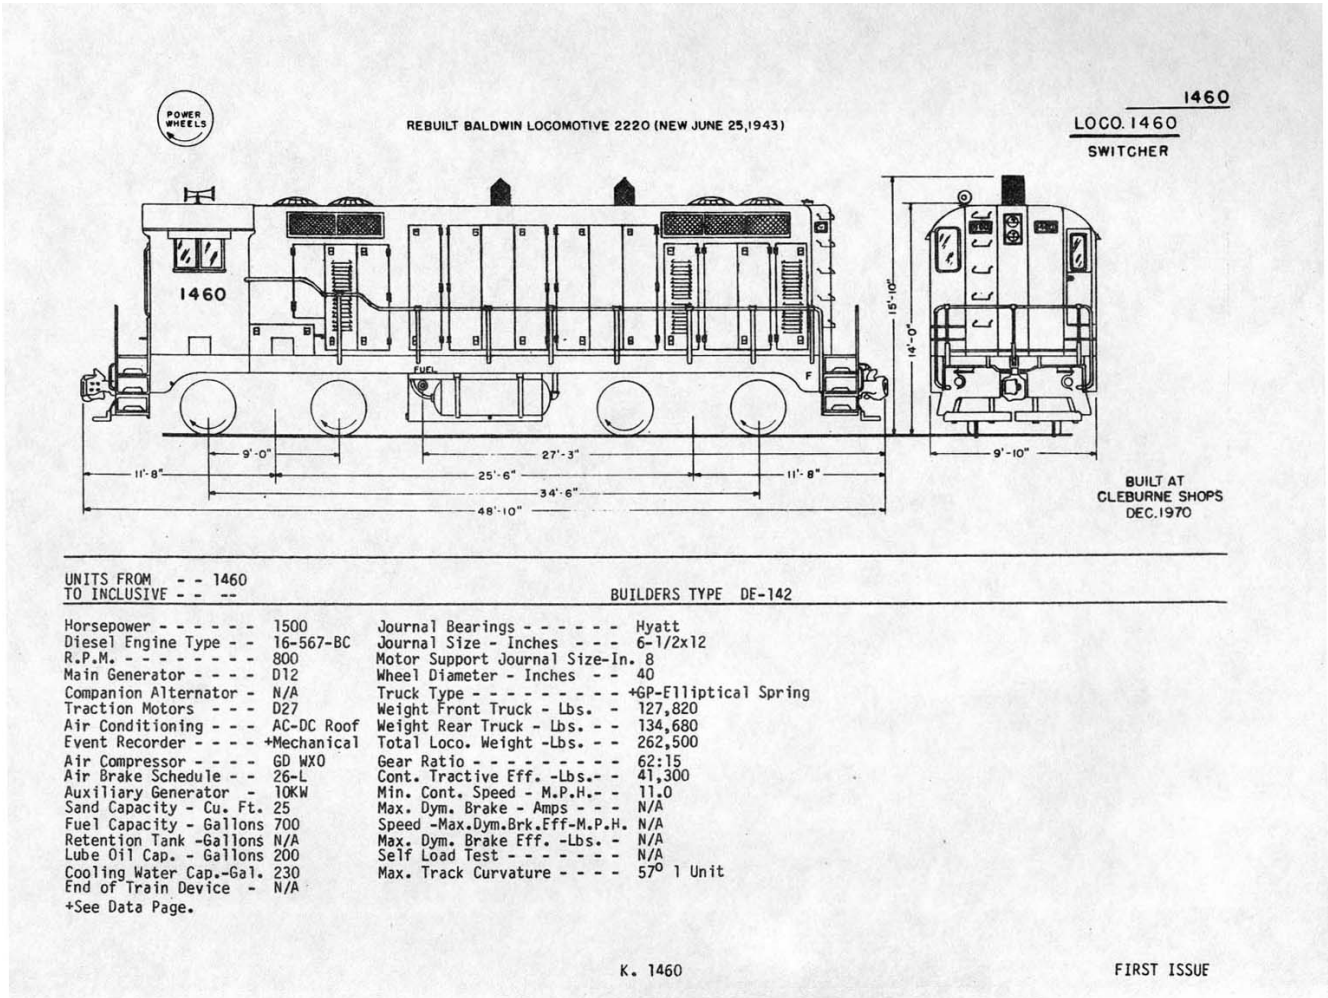 1460
POWER
WHEELS
REBUILT BALDWIN LOCOMOTIVE 2220 (NEW JUNE 25,1943)
LOCO. 1460
SWITCHER
1460
FUEL
F
15'-10"
14'-0"
9'-0"
27'-3"
9'-10"
11'-8"
25'-6"
11'-8"
34'-6"
48'-10"
BUILT AT
CLEBURNE SHOPS
DEC.1970
UNITS FROM - - 1460
TO INCLUSIVE - - --
BUILDERS TYPE DE-142
Horsepower - - - - - - 1500
Diesel Engine Type - - 16-567-BC
R.P.M. - - - - - - - - 800
Main Generator - - - - D12
Companion Alternator - N/A
Traction Motors - - - D27
Air Conditioning - - - AC-DC Roof
Event Recorder - - - - +Mechanical
Air Compressor - - - - GD WXO
Air Brake Schedule - - 26-L
Auxiliary Generator - 10KW
Sand Capacity - Cu. Ft. 25
Fuel Capacity - Gallons 700
Retention Tank -Gallons N/A
Lube Oil Cap. - Gallons 200
Cooling Water Cap.-Gal. 230
End of Train Device - N/A
+See Data Page.
Journal Bearings - - - - - - Hyatt
Journal Size - Inches - - - 6-1/2x12
Motor Support Journal Size-In. 8
Wheel Diameter - Inches - - 40
Truck Type - - - - - - - - - +GP-Elliptical Spring
Weight Front Truck - Lbs. - 127,820
Weight Rear Truck - Lbs. - - 134,680
Total Loco. Weight -Lbs. - - 262,500
Gear Ratio - - - - - - - - - 62:15
Cont. Tractive Eff. -Lbs.- - 41,300
Min. Cont. Speed - M.P.H.- - 11.0
Max. Dym. Brake - Amps - - - N/A
Speed -Max.Dym.Brk.Eff-M.P.H. N/A
Max. Dym. Brake Eff. -Lbs. - N/A
Self Load Test - - - - - - N/A
Max. Track Curvature - - - - 57º 1 Unit
K. 1460
FIRST ISSUE